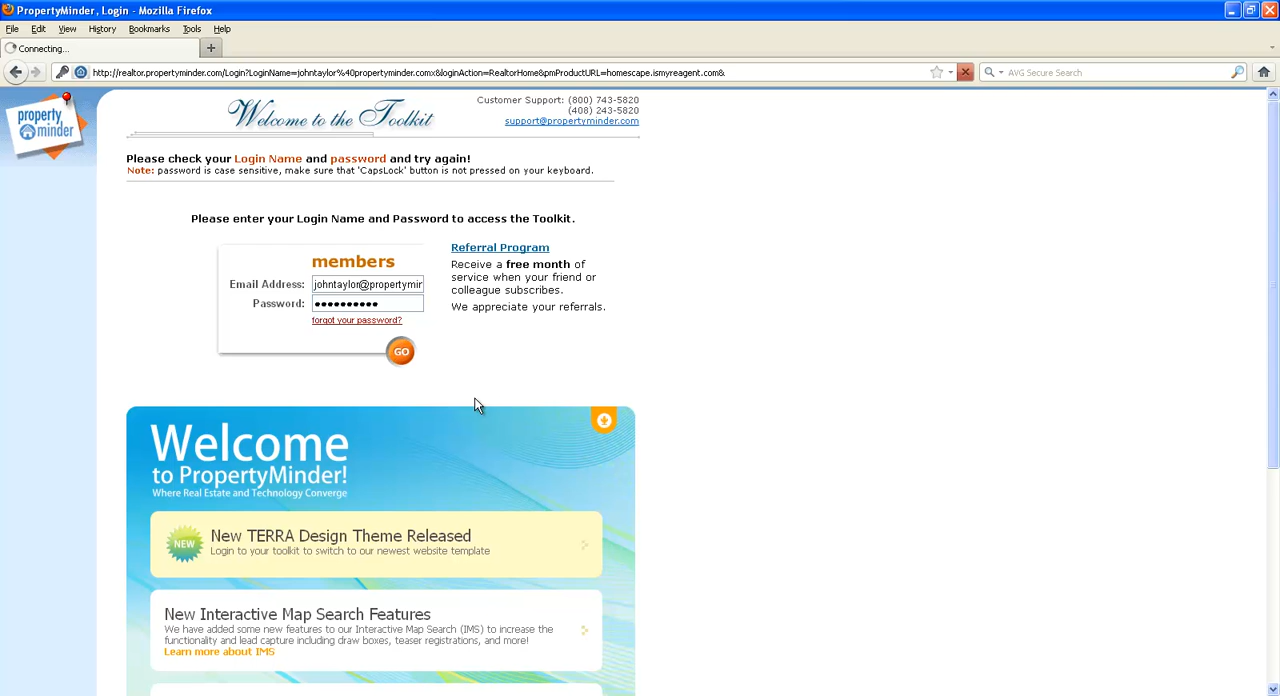 PropertyMinder, Login - Mozilla Firefox
File Edit View History Bookmarks Tools Help
Connecting...
http://realtor.propertyminder.com/Login?LoginName=johntaylor%40propertyminder.comx&loginAction=RealtorHome&pmProductURL=homescape.ismyreagent.com&
AVG Secure Search
property
minder
Welcome to the Toolkit
Customer Support: (800) 743-5820
(408) 243-5820
support@propertyminder.com
Please check your Login Name and password and try again!
Note: password is case sensitive, make sure that 'CapsLock' button is not pressed on your keyboard.
Please enter your Login Name and Password to access the Toolkit.
members
Email Address: johntaylor@propertymin
Password: ••••••••••
forgot your password?
GO
Referral Program
Receive a free month of
service when your friend or
colleague subscribes.
We appreciate your referrals.
Welcome
to PropertyMinder!
Where Real Estate and Technology Converge
NEW
New TERRA Design Theme Released
Login to your toolkit to switch to our newest website template
New Interactive Map Search Features
We have added some new features to our Interactive Map Search (IMS) to increase the
functionality and lead capture including draw boxes, teaser registrations, and more!
Learn more about IMS